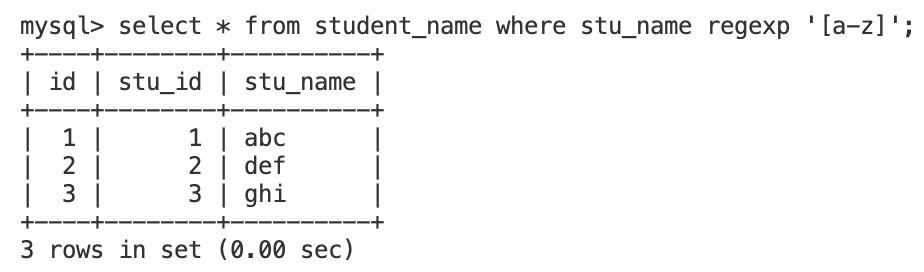 mysql> select * from student_name where stu_name regexp '[a-z]';
+----+--------+----------+
| id | stu_id | stu_name |
+----+--------+----------+
|  1 |      1 | abc      |
|  2 |      2 | def      |
|  3 |      3 | ghi      |
+----+--------+----------+
3 rows in set (0.00 sec)